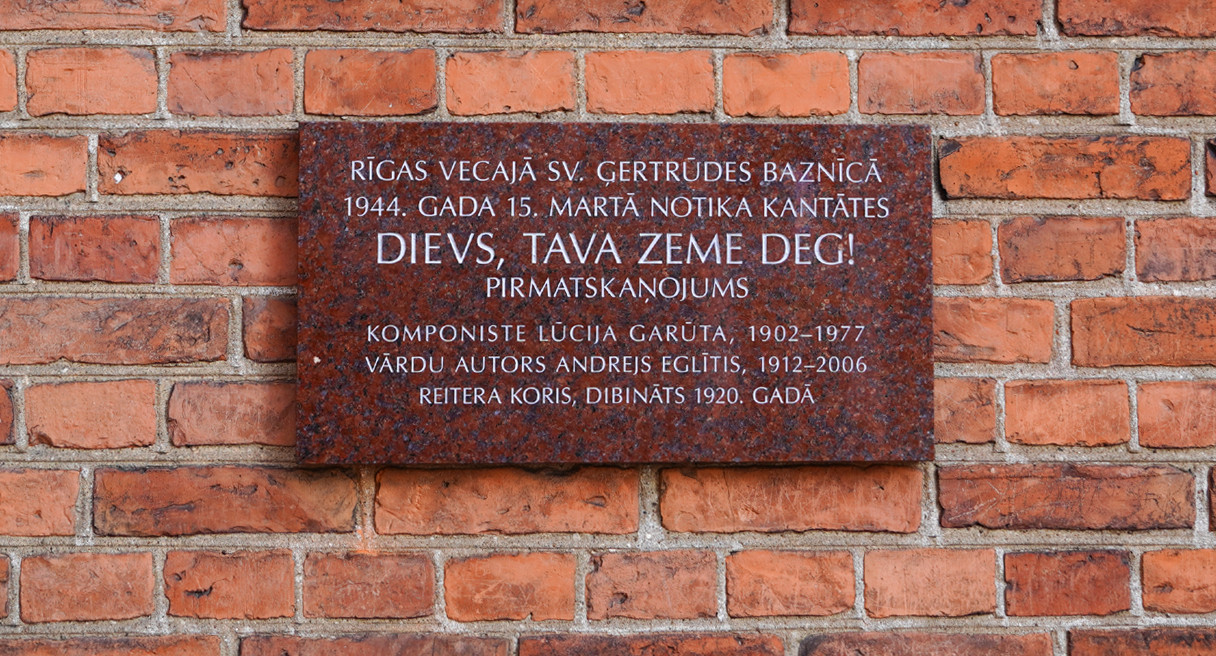 RĪGAS VECAJĀ SV. ĢERTRŪDES BAZNĪCĀ
1944. GADA 15. MARTĀ NOTIKA KANTĀTES
DIEVS, TAVA ZEME DEG!
PIRMATSKAŅOJUMS
KOMPONISTE LŪCIJA GARŪTA, 1902–1977
VĀRDU AUTORS ANDREJS EGLĪTIS, 1912–2006
REITERA KORIS, DIBINĀTS 1920. GADĀ